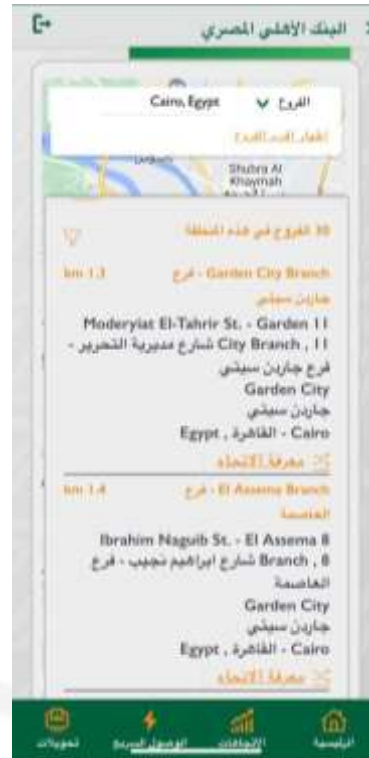 البنك الأهلي المصري
الفروع
Cairo, Egypt
Shubra Al
Khaymah
30 الفروع في هذه المنطقة
Garden City Branch - فرع
جاردن سيتي
km 1.3
Moderyiat El-Tahrir St. - Garden 11
City Branch , 11 شارع مديرية التحرير -
فرع جاردن سيتي
Garden City
جاردن سيتي
Cairo - القاهرة , Egypt
معرفة الاتجاه
El Assema Branch - فرع
العاصمة
km 1.4
Ibrahim Naguib St. - El Assema 8
Branch , 8 شارع ابراهيم نجيب - فرع
العاصمة
Garden City
جاردن سيتي
Cairo - القاهرة , Egypt
معرفة الاتجاه
الرئيسية
الوصول السريع
تحويلات